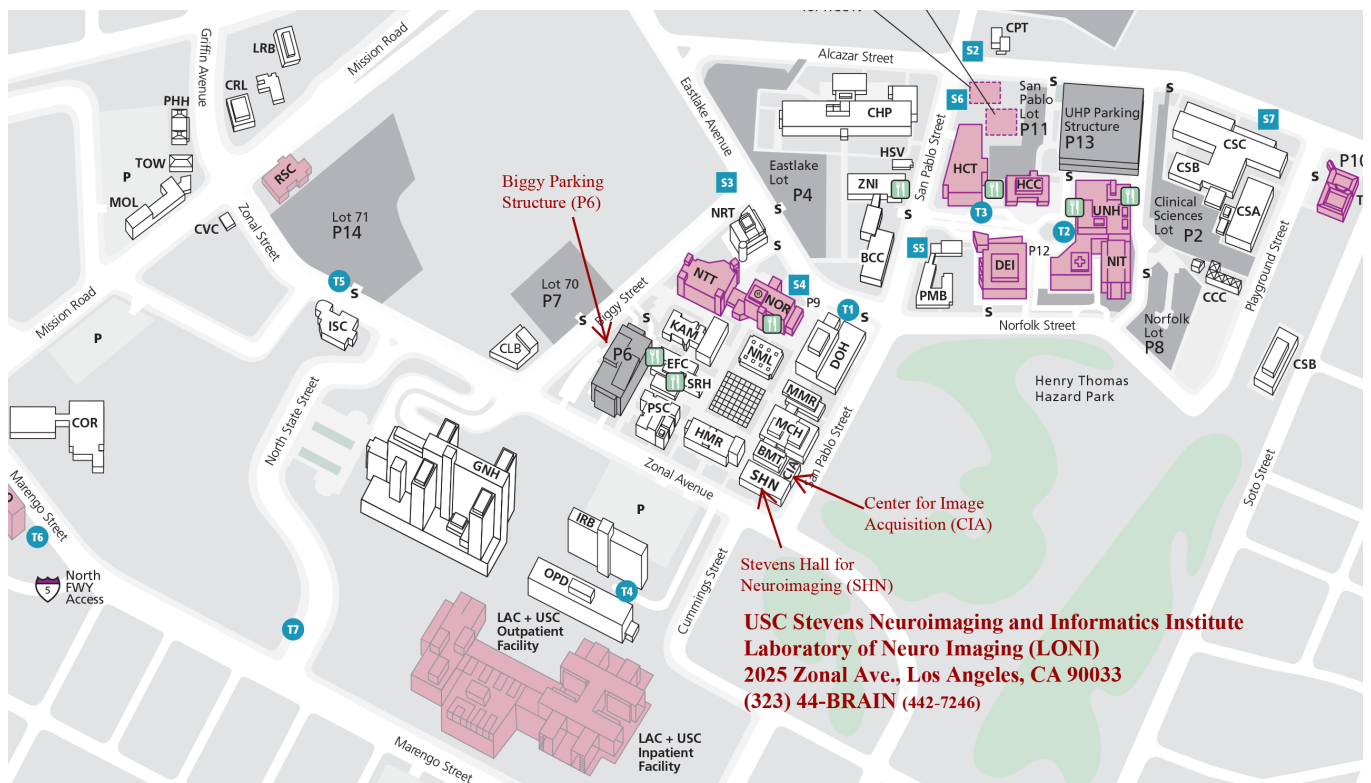 CPT
S2
LRB
Griffin Avenue
Mission Road
CRL
PHH
TOW
P
MOL
RSC
CVC
Zonal Street
Lot 71
P14
T5
S
ISC
Mission Road
P
Alcazar Street
Eastlake Avenue
CHP
S6
San
Pablo
Lot
P11
S
UHP Parking
Structure
P13
S
S7
CSC
CSB
CSA
P10
S
HSV
San Pablo Street
HCT
HCC
S
Eastlake
Lot
P4
ZNI
S
T3
UNH
T2
Clinical
Sciences
Lot
P2
S3
NRT
S
S
BCC
S5
PMB
DEI
P12
NIT
S
CCC
Playground Street
Biggy Parking
Structure (P6)
Lot 70
P7
Biggy Street
S
S
NTT
S4
NOR
P9
T1
S
S
Norfolk Street
Norfolk
Lot
P8
CLB
P6
KAM
EFC
SRH
NML
DOH
CSB
Henry Thomas
Hazard Park
PSC
MMR
HMR
MCH
BMT
CIA
SHN
San Pablo Street
COR
North State Street
GNH
Zonal Avenue
Soto Street
Marengo Street
T6
5
North
FWY
Access
T7
IRB
P
OPD
T4
Cummings Street
Center for Image
Acquisition (CIA)
Stevens Hall for
Neuroimaging (SHN)
LAC + USC
Outpatient
Facility
USC Stevens Neuroimaging and Informatics Institute
Laboratory of Neuro Imaging (LONI)
2025 Zonal Ave., Los Angeles, CA 90033
(323) 44-BRAIN (442-7246)
LAC + USC
Inpatient
Facility
Marengo Street